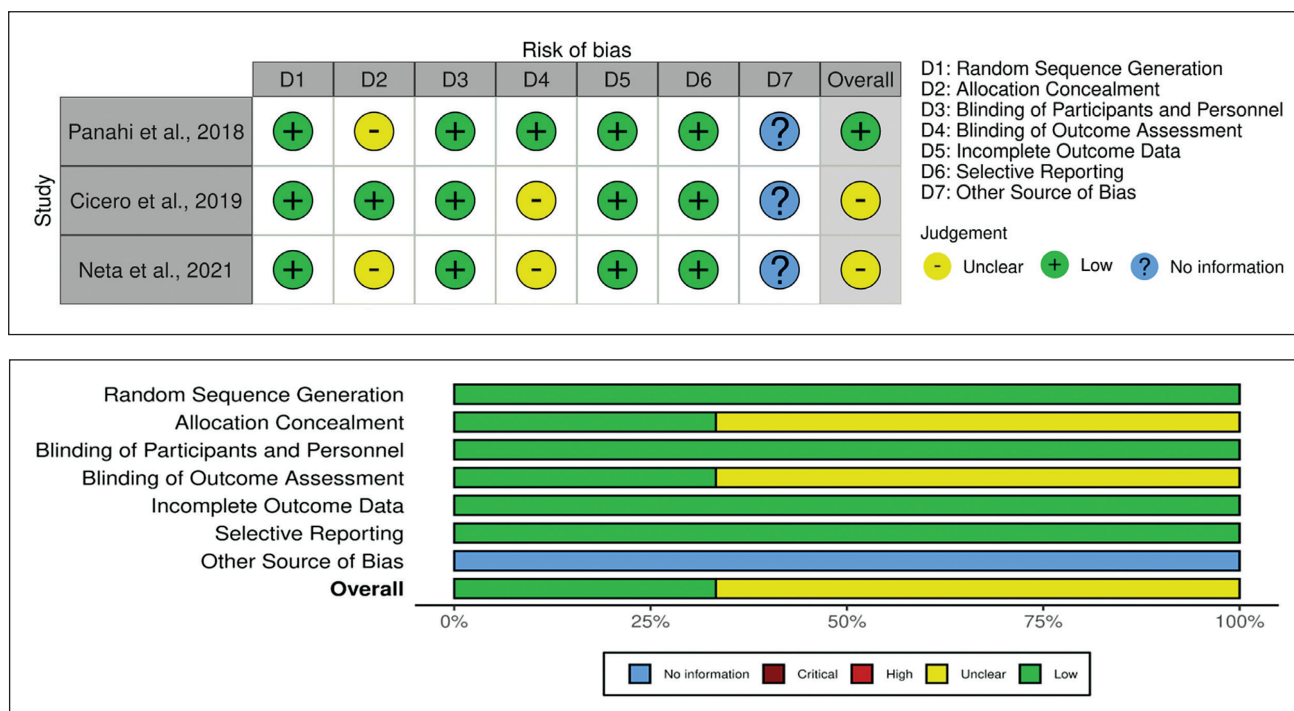 Risk of bias
D1 D2 D3 D4 D5 D6 D7 Overall
Study
Panahi et al., 2018 + - + + + + ? +
Cicero et al., 2019 + + + - + + ? -
Neta et al., 2021 + - + - + + ? -
D1: Random Sequence Generation
D2: Allocation Concealment
D3: Blinding of Participants and Personnel
D4: Blinding of Outcome Assessment
D5: Incomplete Outcome Data
D6: Selective Reporting
D7: Other Source of Bias
Judgement
- Unclear + Low ? No information
Random Sequence Generation
Allocation Concealment
Blinding of Participants and Personnel
Blinding of Outcome Assessment
Incomplete Outcome Data
Selective Reporting
Other Source of Bias
Overall
0% 25% 50% 75% 100%
No information Critical High Unclear Low